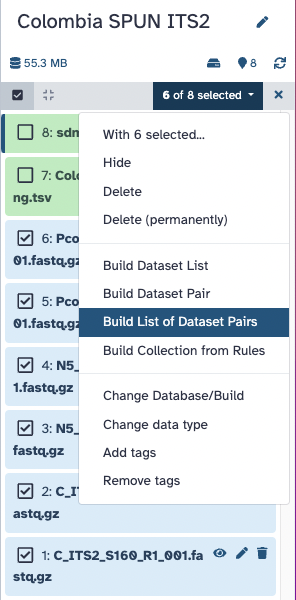 Colombia SPUN ITS2
55.3 MB
8
6 of 8 selected
With 6 selected...
Hide
Delete
Delete (permanently)
Build Dataset List
Build Dataset Pair
Build List of Dataset Pairs
Build Collection from Rules
Change Database/Build
Change data type
Add tags
Remove tags
8: sdn
7: Colo
ng.tsv
6: Pco
01.fastq.gz
5: Pco
01.fastq.gz
4: N5_
1.fastq.gz
3: N5_
fastq.gz
2: C_IT
astq.gz
1: C_ITS2_S160_R1_001.fa
stq.gz